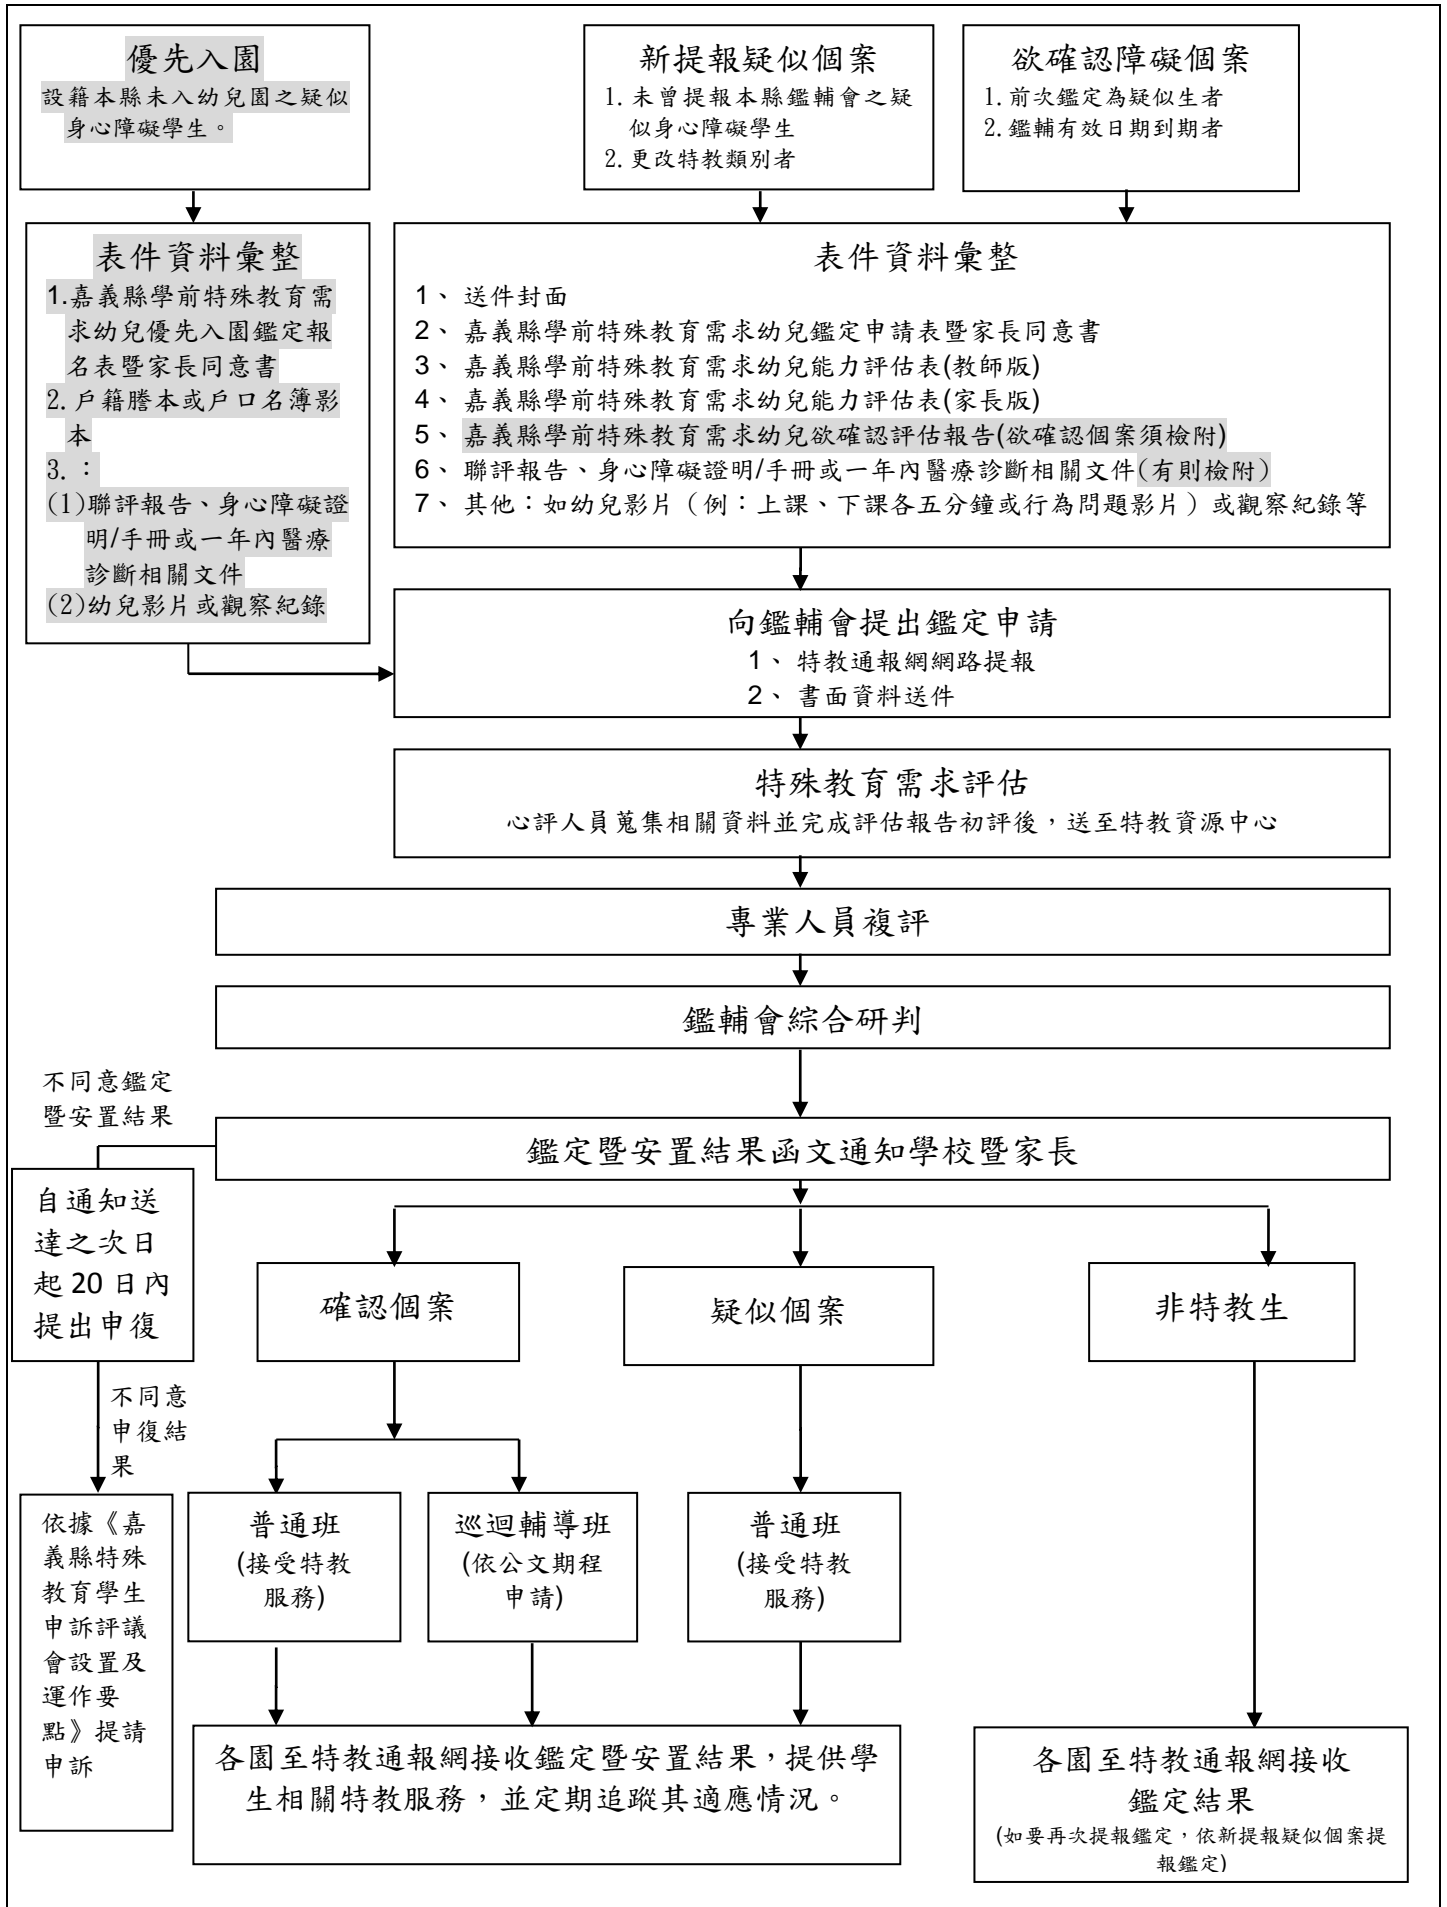 優先入園
設籍本縣未入幼兒園之疑似
身心障礙學生。
新提報疑似個案
1. 未曾提報本縣鑑輔會之疑
似身心障礙學生
2. 更改特教類別者
欲確認障礙個案
1. 前次鑑定為疑似生者
2. 鑑輔有效日期到期者
表件資料彙整
1.嘉義縣學前特殊教育需
求幼兒優先入園鑑定報
名表暨家長同意書
2. 戶籍謄本或戶口名簿影
本
3. ：
(1)聯評報告、身心障礙證
明/手冊或一年內醫療
診斷相關文件
(2)幼兒影片或觀察紀錄
表件資料彙整
1、 送件封面
2、 嘉義縣學前特殊教育需求幼兒鑑定申請表暨家長同意書
3、 嘉義縣學前特殊教育需求幼兒能力評估表(教師版)
4、 嘉義縣學前特殊教育需求幼兒能力評估表(家長版)
5、 嘉義縣學前特殊教育需求幼兒欲確認評估報告(欲確認個案須檢附)
6、 聯評報告、身心障礙證明/手冊或一年內醫療診斷相關文件(有則檢附)
7、 其他：如幼兒影片（例：上課、下課各五分鐘或行為問題影片）或觀察紀錄等
向鑑輔會提出鑑定申請
1、 特教通報網網路提報
2、 書面資料送件
特殊教育需求評估
心評人員蒐集相關資料並完成評估報告初評後，送至特教資源中心
專業人員複評
鑑輔會綜合研判
不同意鑑定
暨安置結果
鑑定暨安置結果函文通知學校暨家長
自通知送
達之次日
起 20 日內
提出申復
確認個案
疑似個案
非特教生
不同意
申復結
果
依據《嘉
義縣特殊
教育學生
申訴評議
會設置及
運作要
點》提請
申訴
普通班
(接受特教
服務)
巡迴輔導班
(依公文期程
申請)
普通班
(接受特教
服務)
各園至特教通報網接收鑑定暨安置結果，提供學
生相關特教服務，並定期追蹤其適應情況。
各園至特教通報網接收
鑑定結果
(如要再次提報鑑定，依新提報疑似個案提
報鑑定)